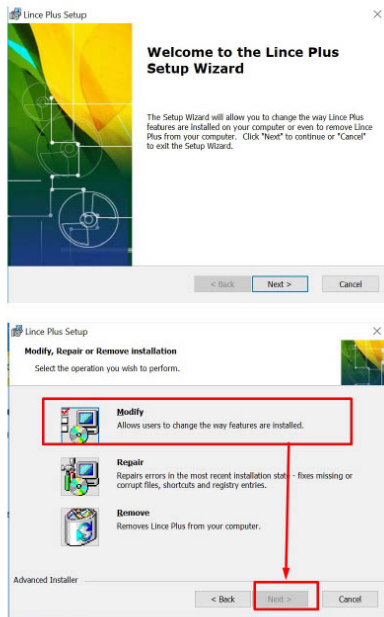 Lince Plus Setup
Welcome to the Lince Plus
Setup Wizard
The Setup Wizard will allow you to change the way Lince Plus
features are installed on your computer or even to remove Lince
Plus from your computer. Click "Next" to continue or "Cancel"
to exit the Setup Wizard.
< Back Next > Cancel
Lince Plus Setup
Modify, Repair or Remove installation
Select the operation you wish to perform.
Modify
Allows users to change the way features are installed.
Repair
Repairs errors in the most recent installation state - fixes missing or
corrupt files, shortcuts and registry entries.
Remove
Removes Lince Plus from your computer.
Advanced Installer
< Back Next > Cancel